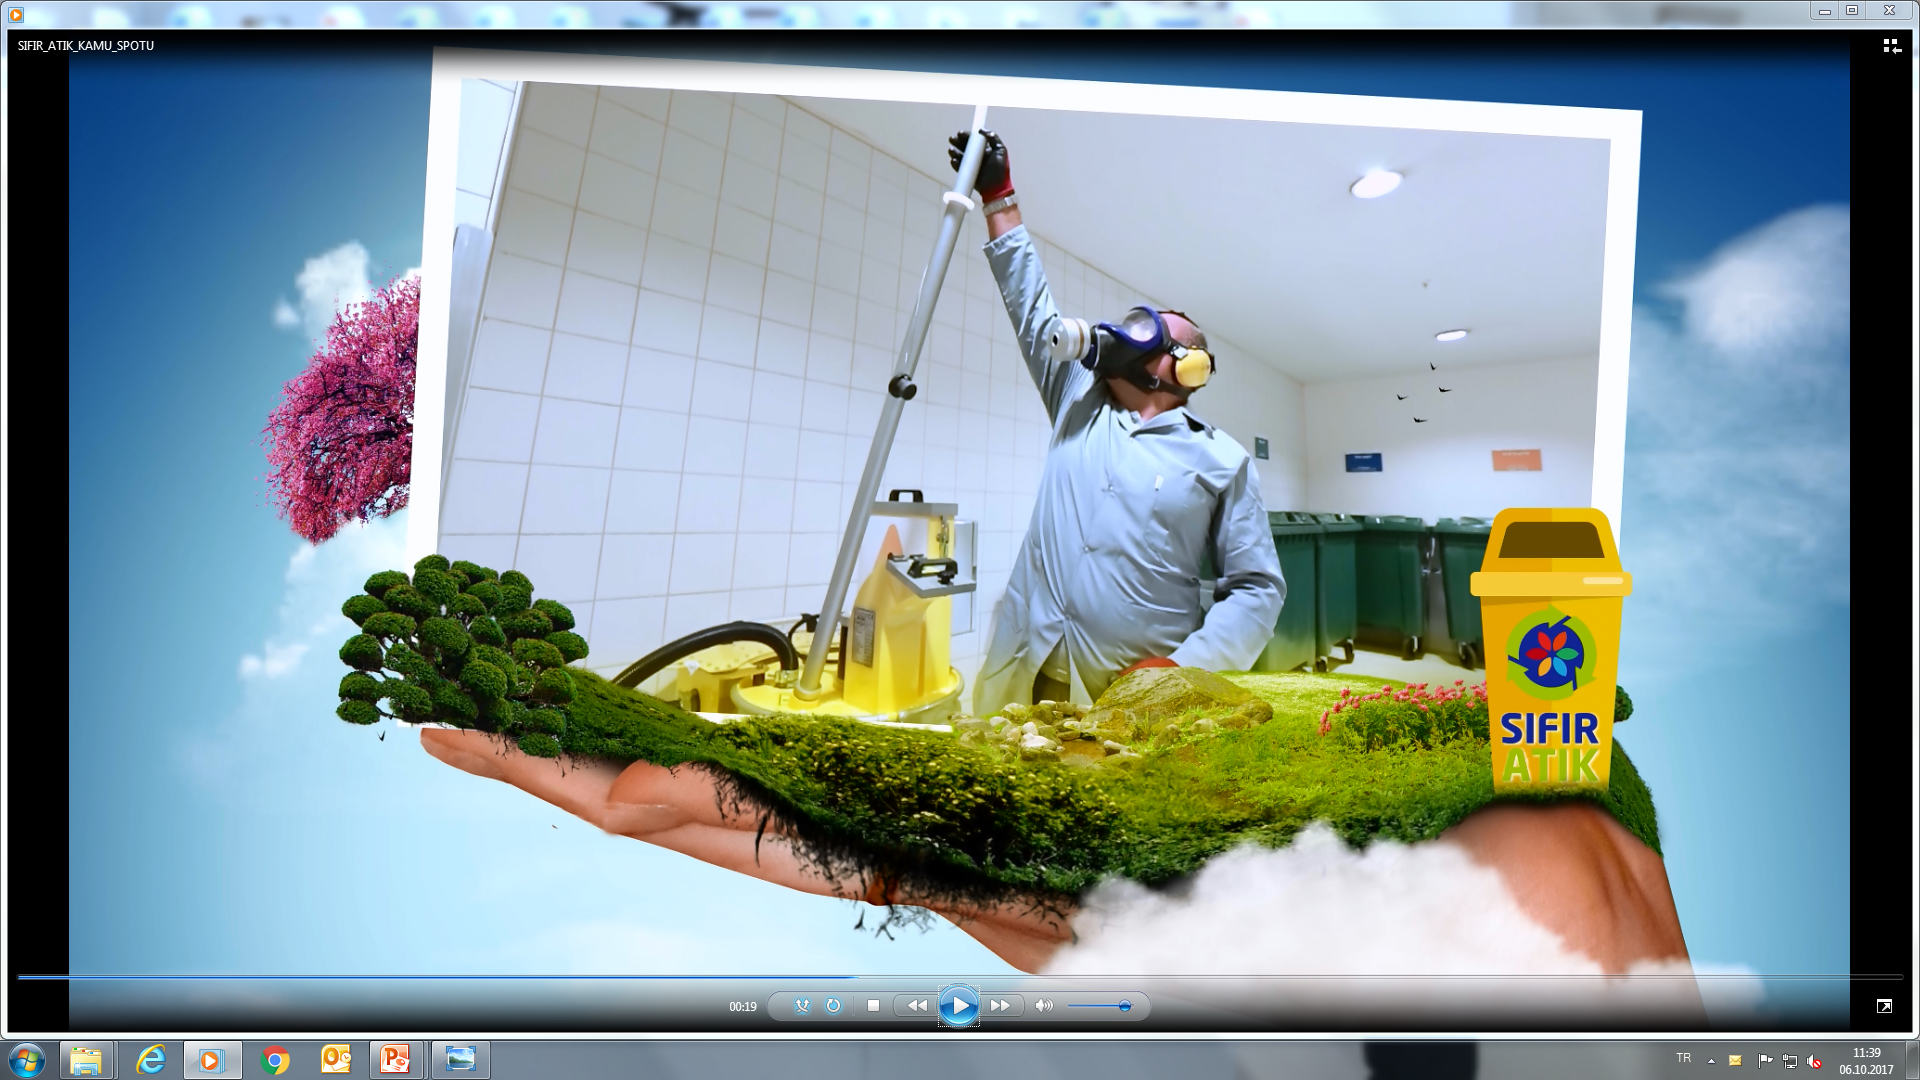 SIFIR_ATIK_KAMU_SPOTU
SIFIR
ATIK
00:19
TR
11:39
06.10.2017